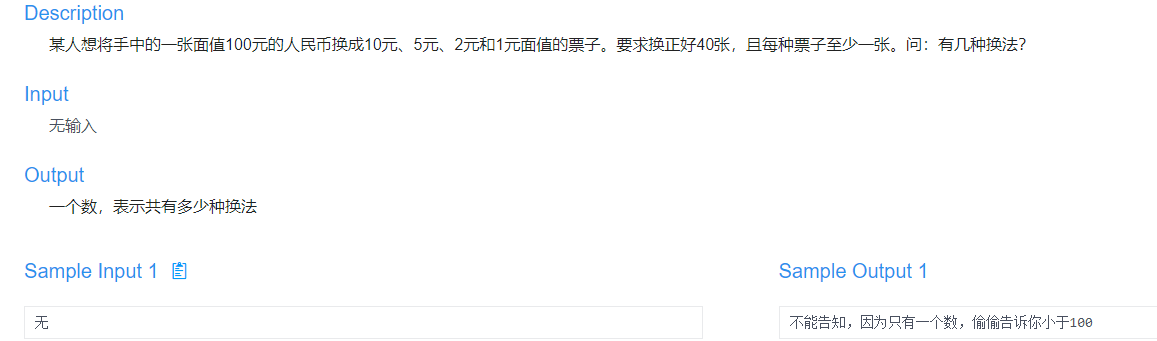 Description
某人想将手中的一张面值100元的人民币换成10元、5元、2元和1元面值的票子。要求换正好40张，且每种票子至少一张。问：有几种换法？
Input
无输入
Output
一个数，表示共有多少种换法
Sample Input 1
无
Sample Output 1
不能告知，因为只有一个数，偷偷告诉你小于100